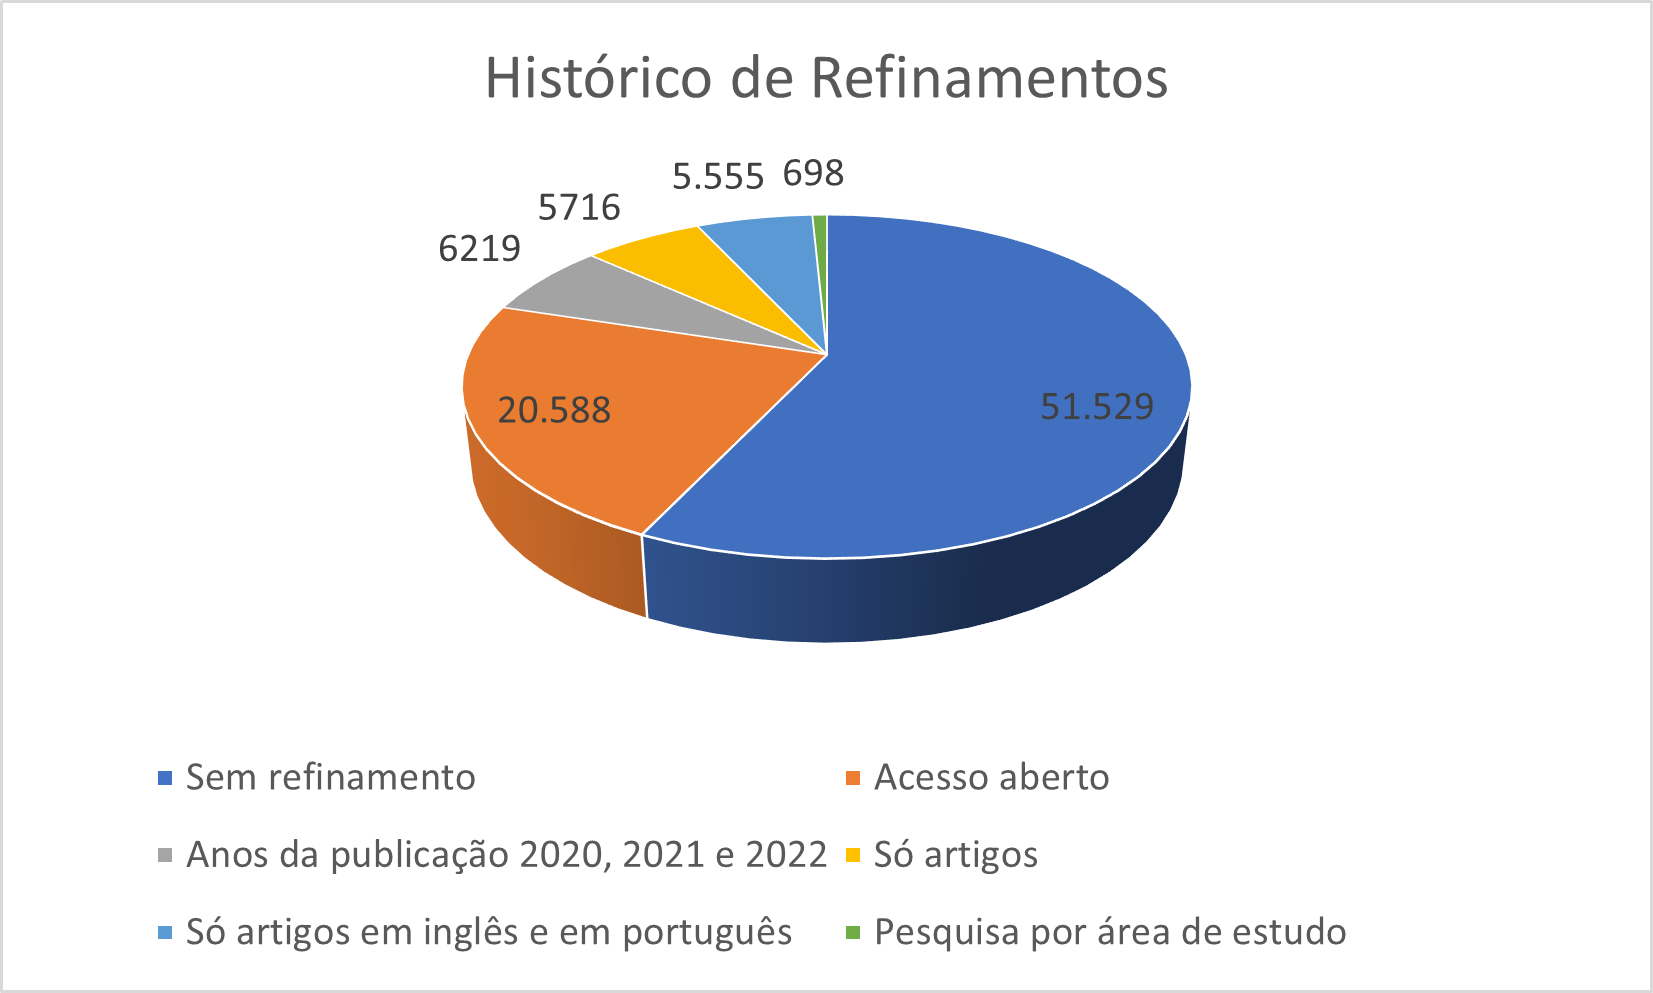 Histórico de Refinamentos
5.555
698
5716
6219
51.529
20.588
Sem refinamento
Acesso aberto
Anos da publicação 2020, 2021 e 2022
Só artigos
Só artigos em inglês e em português
Pesquisa por área de estudo